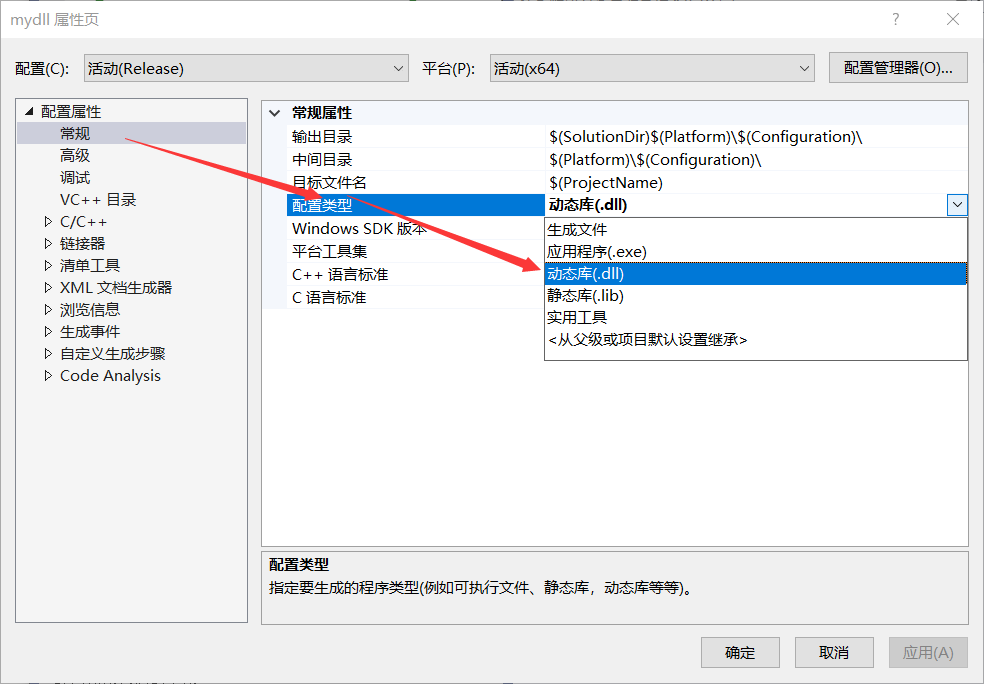 mydll 属性页
?
配置(C):
活动(Release)
平台(P):
活动(x64)
配置管理器(O)...
配置属性
常规
高级
调试
VC++ 目录
C/C++
链接器
清单工具
XML 文档生成器
浏览信息
生成事件
自定义生成步骤
Code Analysis
常规属性
输出目录 $(SolutionDir)$(Platform)\$(Configuration)\
中间目录 $(Platform)\$(Configuration)\
目标文件名 $(ProjectName)
配置类型 动态库(.dll)
Windows SDK 版本
平台工具集
C++ 语言标准
C 语言标准
生成文件
应用程序(.exe)
动态库(.dll)
静态库(.lib)
实用工具
<从父级或项目默认设置继承>
配置类型
指定要生成的程序类型(例如可执行文件、静态库，动态库等等)。
确定
取消
应用(A)